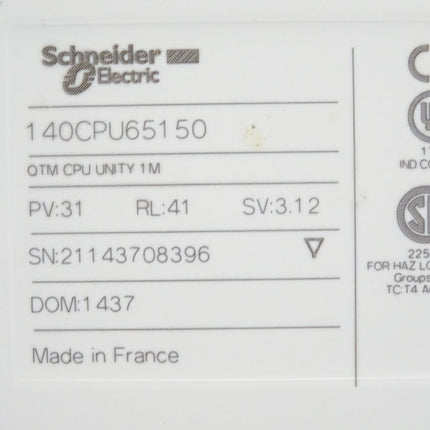 Schneider
Electric
140CPU65150
QTM CPU UNITY 1M
PV:31 RL:41 SV:3.12
SN:21143708396
DOM:1437
Made in France
IND CO
225
FOR HAZ LO
Groups
TC:T4 A